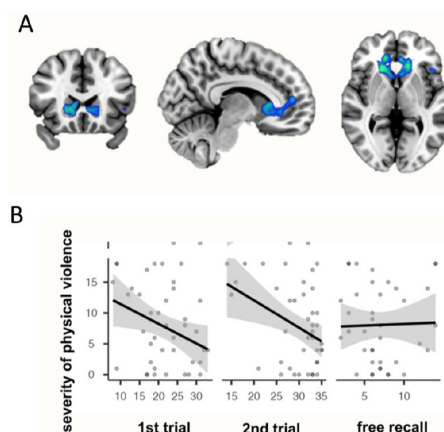 A
B
severity of physical violence
15
10
5
0
10 15 20 25 30
15 20 25 30 35
5 10
1st trial 2nd trial free recall